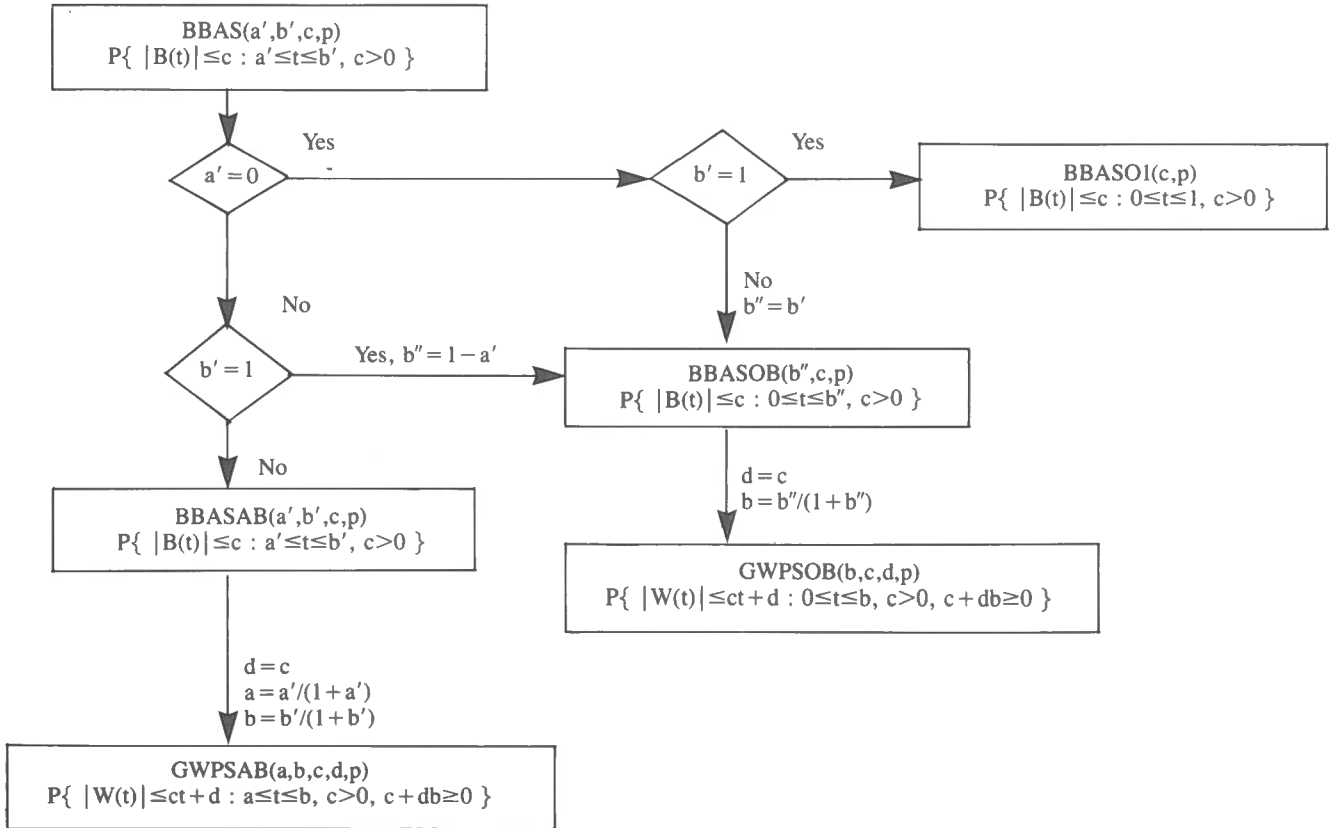 BBAS(a′,b′,c,p)
P{ |B(t)|≤c : a′≤t≤b′, c>0 }
Yes
Yes
a′=0
b′=1
BBASO1(c,p)
P{ |B(t)|≤c : 0≤t≤1, c>0 }
No
b″=b′
No
b′=1
Yes, b″=1−a′
BBASOB(b″,c,p)
P{ |B(t)|≤c : 0≤t≤b″, c>0 }
No
d=c
b=b″/(1+b″)
BBASAB(a′,b′,c,p)
P{ |B(t)|≤c : a′≤t≤b′, c>0 }
GWPSOB(b,c,d,p)
P{ |W(t)|≤ct+d : 0≤t≤b, c>0, c+db≥0 }
d=c
a=a′/(1+a′)
b=b′/(1+b′)
GWPSAB(a,b,c,d,p)
P{ |W(t)|≤ct+d : a≤t≤b, c>0, c+db≥0 }